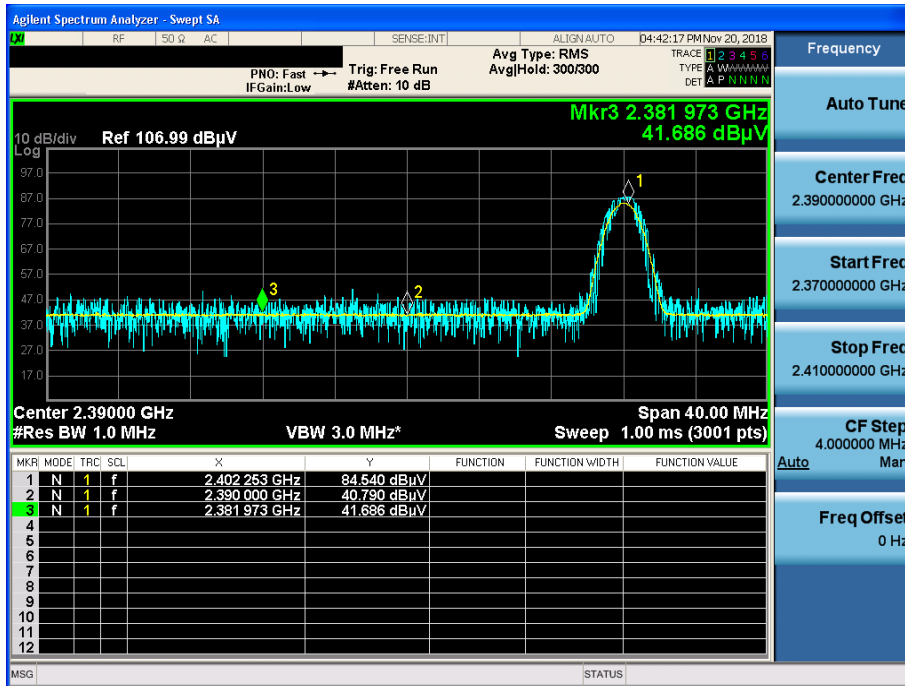 Agilent Spectrum Analyzer - Swept SA
LXI RF 50 Ω AC SENSE:INT ALIGN AUTO 04:42:17 PM Nov 20, 2018
PNO: Fast
IFGain:Low
Trig: Free Run
#Atten: 10 dB
Avg Type: RMS
Avg|Hold: 300/300
TRACE 1 2 3 4 5 6
TYPE A WWWWW
DET A P N N N N
Mkr3 2.381 973 GHz
41.686 dBµV
10 dB/div Ref 106.99 dBµV
Log
97.0
87.0
77.0
67.0
57.0
47.0
37.0
27.0
17.0
1
2
3
Center 2.39000 GHz Span 40.00 MHz
#Res BW 1.0 MHz VBW 3.0 MHz* Sweep 1.00 ms (3001 pts)
MKR MODE TRC SCL X Y FUNCTION FUNCTION WIDTH FUNCTION VALUE
1 N 1 f 2.402 253 GHz 84.540 dBµV
2 N 1 f 2.390 000 GHz 40.790 dBµV
3 N 1 f 2.381 973 GHz 41.686 dBµV
4
5
6
7
8
9
10
11
12
MSG STATUS
Frequency
Auto Tune
Center Freq
2.390000000 GHz
Start Freq
2.370000000 GHz
Stop Freq
2.410000000 GHz
CF Step
4.000000 MHz
Auto Man
Freq Offset
0 Hz